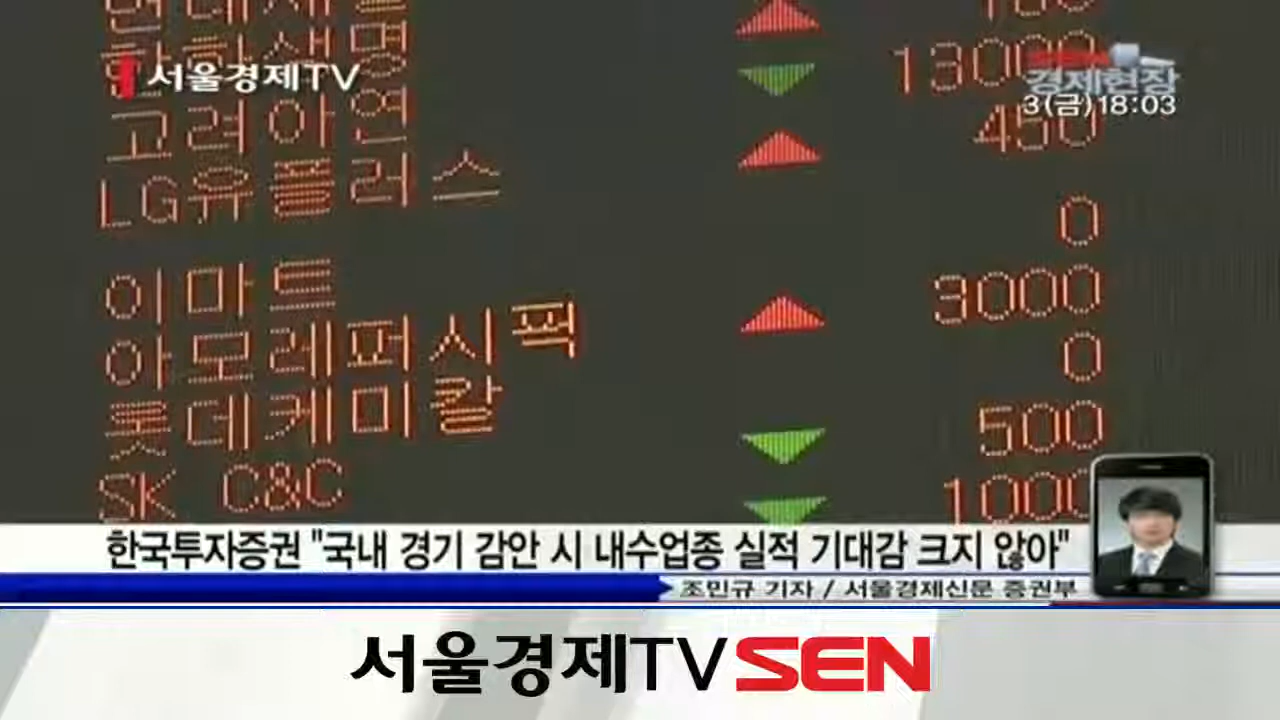 서울경제TV
경제현장
3(금)18:03
13000
고려아연 450
LG유플러스 0
이마트 3000
아모레퍼시픽 0
롯데케미칼 500
SK C&C 1000
한국투자증권 "국내 경기 감안 시 내수업종 실적 기대감 크지 않아"
조민규 기자 / 서울경제신문 증권부
서울경제TV SEN